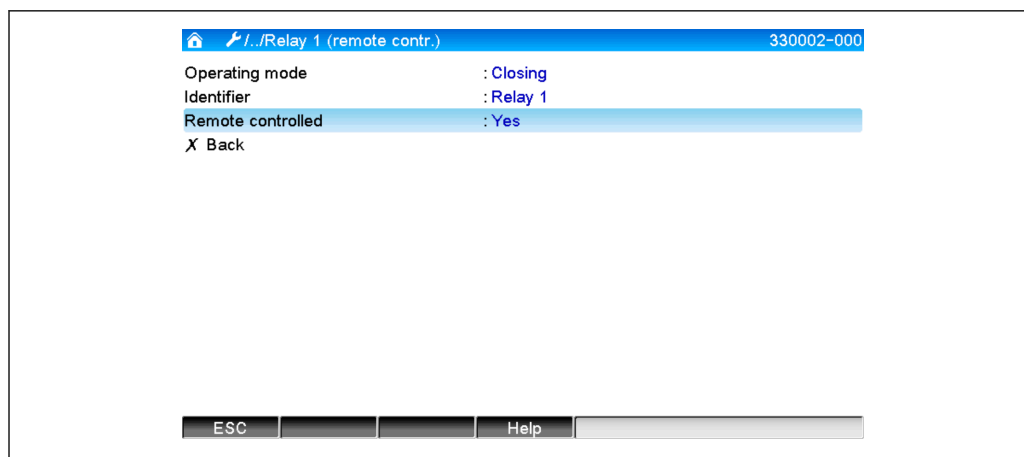 /../Relay 1 (remote contr.) 330002-000
Operating mode : Closing
Identifier : Relay 1
Remote controlled : Yes
X Back
ESC Help